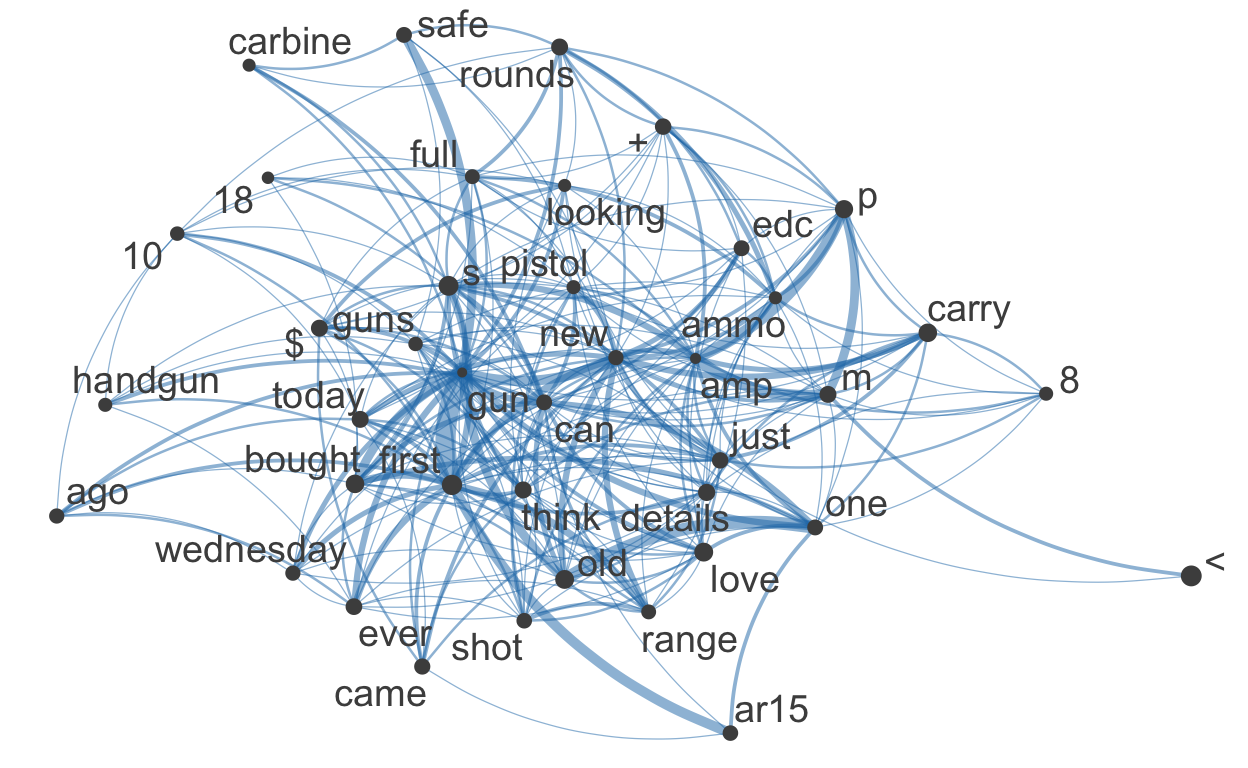 safe
carbine
rounds
+
full
18
looking
p
edc
10
s
pistol
carry
guns
$
new
ammo
handgun
today
gun
amp
m
8
can
just
bought
first
ago
think
details
one
wednesday
old
love
<
ever
shot
range
came
ar15